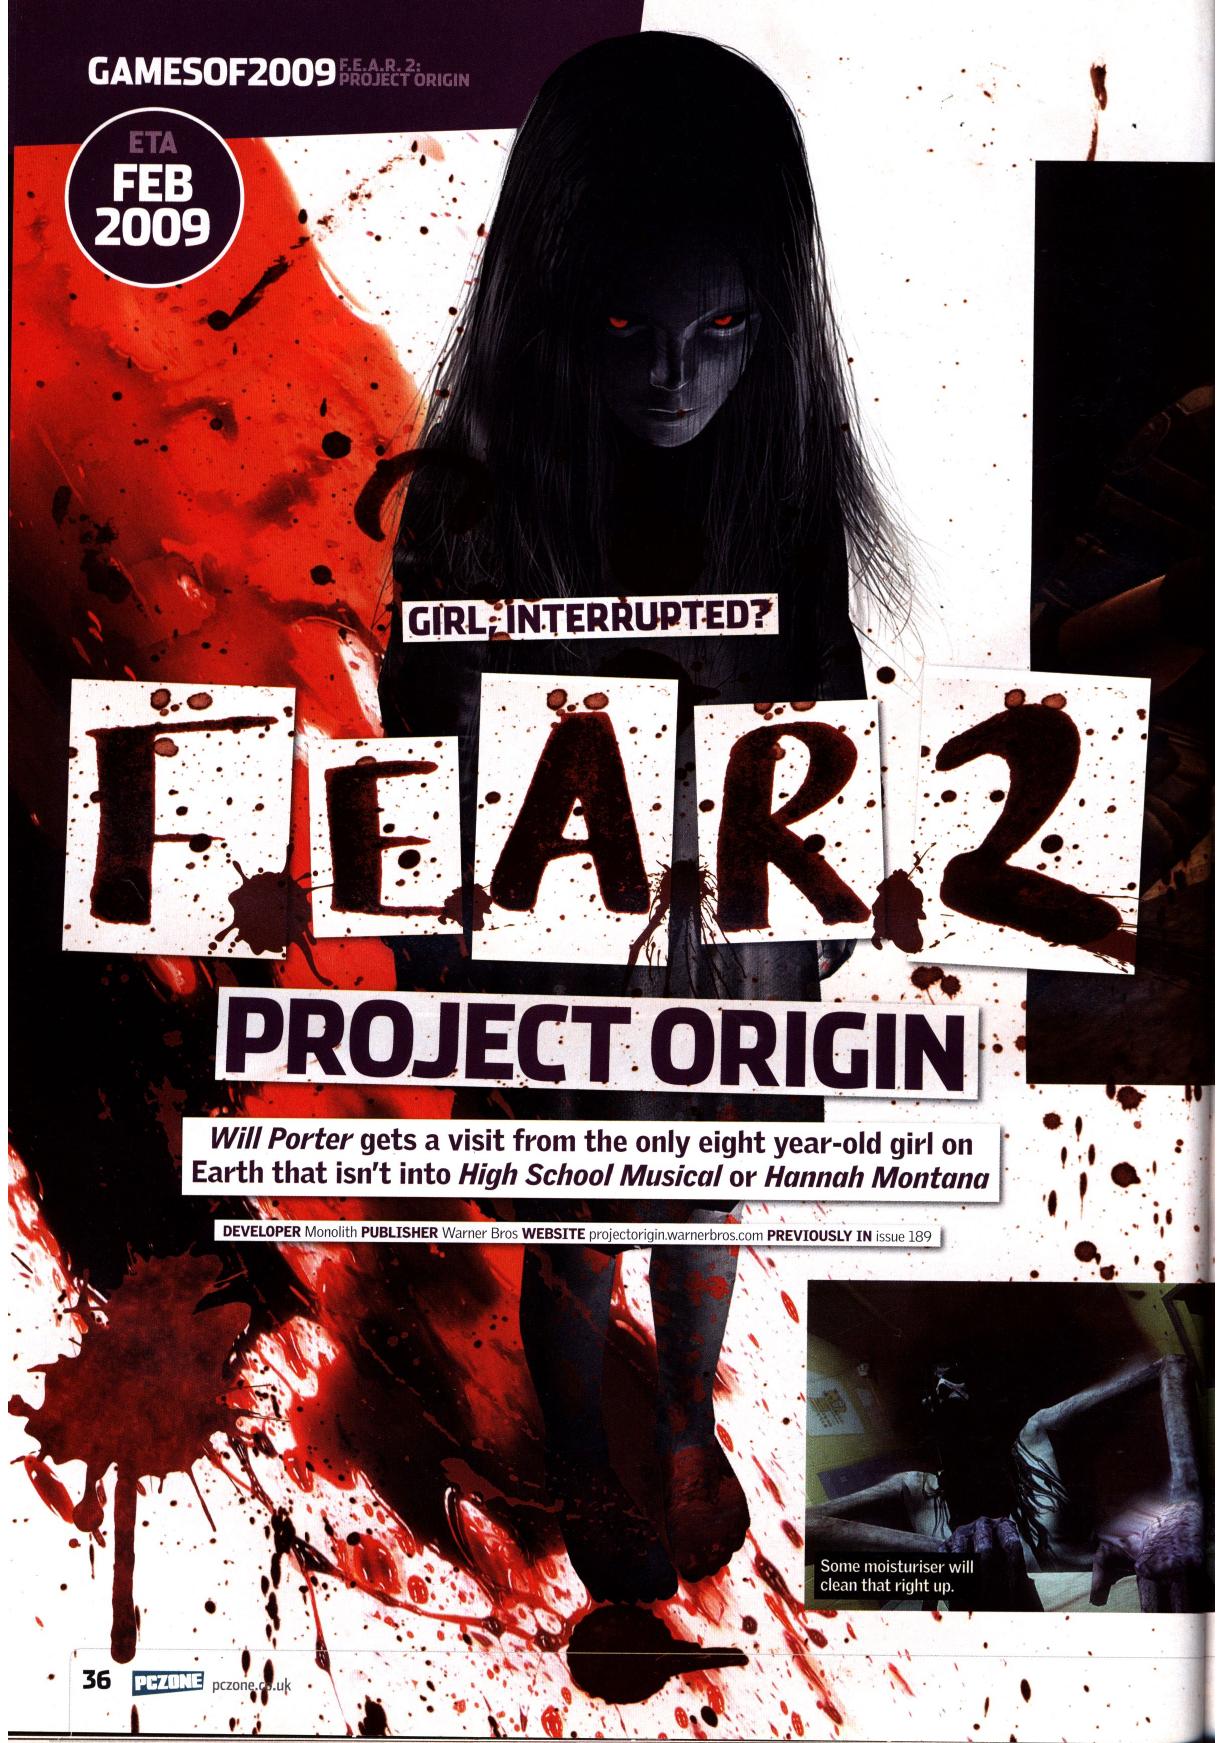 GAMESOF2009 F.E.A.R. 2:
PROJECT ORIGIN
ETA
FEB
2009
GIRL, INTERRUPTED?
F.E.A.R.2
PROJECT ORIGIN
Will Porter gets a visit from the only eight year-old girl on
Earth that isn't into High School Musical or Hannah Montana
DEVELOPER Monolith PUBLISHER Warner Bros WEBSITE projectorigin.warnerbros.com PREVIOUSLY IN issue 189
Some moisturiser will
clean that right up.
36 PCZONE pczone.co.uk